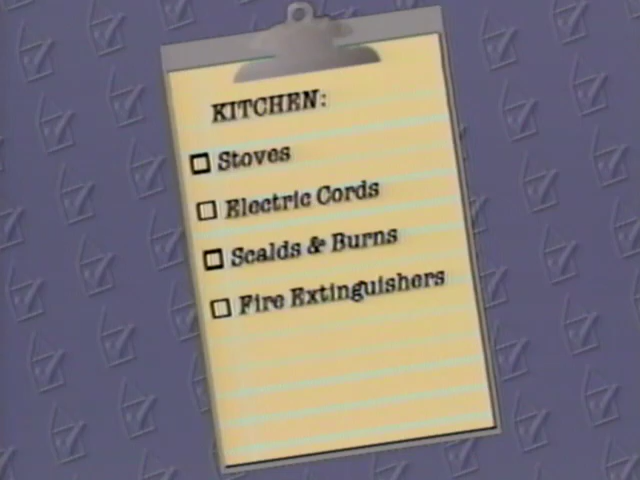 KITCHEN:
Stoves
Electric Cords
Scalds & Burns
Fire Extinguishers